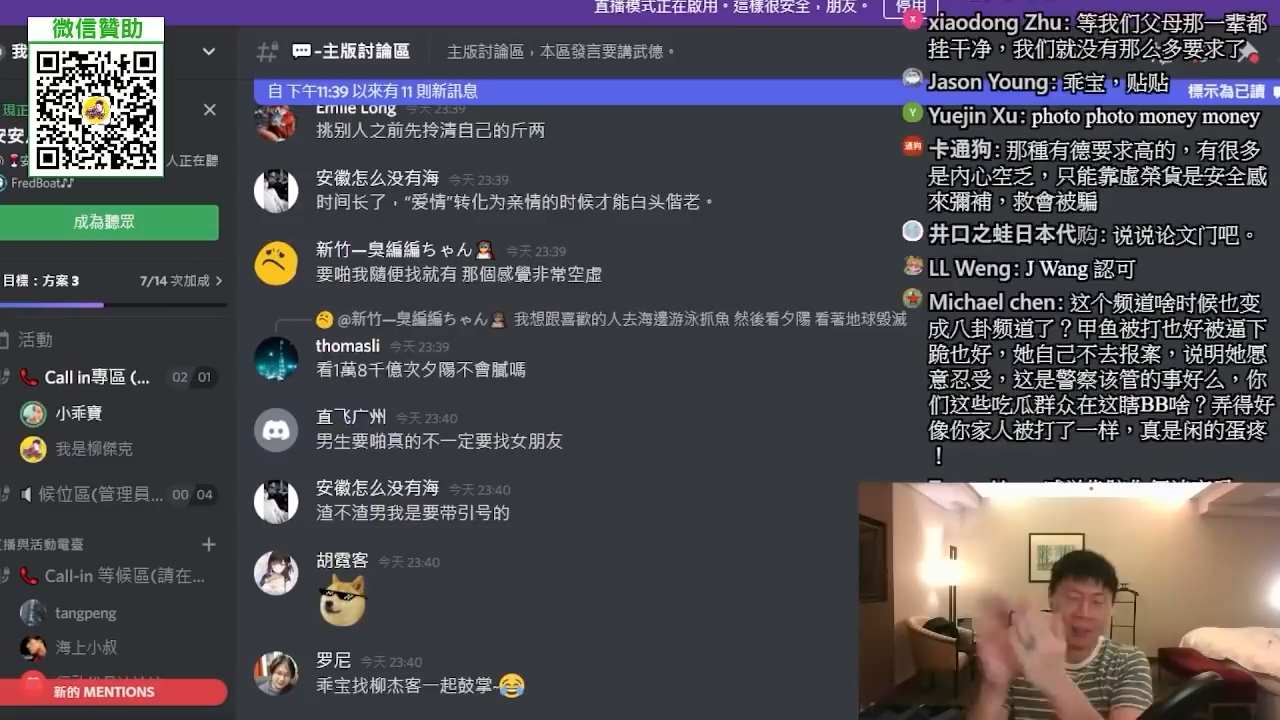 直播模式正在啟用。這樣很安全，朋友。
停用
微信贊助
我
-主版討論區
主版討論區，本區發言要講武德。
自 下午11:39 以來有 11 則新訊息
標示為已讀
人正在聽
FredBoat
成為聽眾
目標：方案 3
7/14 次加成
活動
Call in專區 (...
02 01
小乖寶
我是柳傑克
候位區(管理員...
00 04
播與活動電臺
Call-in 等候區(請在...
tangpeng
海上小叔
新的 MENTIONS
Emile Long 今天 23:39
挑别人之前先拎清自己的斤两
安徽怎么没有海 今天 23:39
时间长了，“爱情”转化为亲情的时候才能白头偕老。
新竹—臭編編ちゃん 今天 23:39
要啪我隨便找就有 那個感覺非常空虛
@新竹—臭編編ちゃん 我想跟喜歡的人去海邊游泳抓魚 然後看夕陽 看著地球毀滅
thomasli 今天 23:39
看1萬8千億次夕陽不會膩嗎
直飞广州 今天 23:40
男生要啪真的不一定要找女朋友
安徽怎么没有海 今天 23:40
渣不渣男我是要带引号的
胡霓客 今天 23:40
罗尼 今天 23:40
乖宝找柳杰客一起鼓掌~
xiaodong Zhu: 等我们父母那一辈都
挂干净，我们就没有那么多要求了
Jason Young: 乖宝，贴贴
Yuejin Xu: photo photo money money
卡通狗: 那種有德要求高的，有很多
是內心空乏，只能靠虛榮貨是安全感
來彌補，救會被騙
井口之蛙日本代购: 说说论文门吧。
LL Weng: J Wang 認可
Michael chen: 这个频道啥时候也变
成八卦频道了？甲鱼被打也好被逼下
跪也好，她自己不去报案，说明她愿
意忍受，这是警察该管的事好么，你
们这些吃瓜群众在这瞎BB啥？弄得好
像你家人被打了一样，真是闲的蛋疼
！